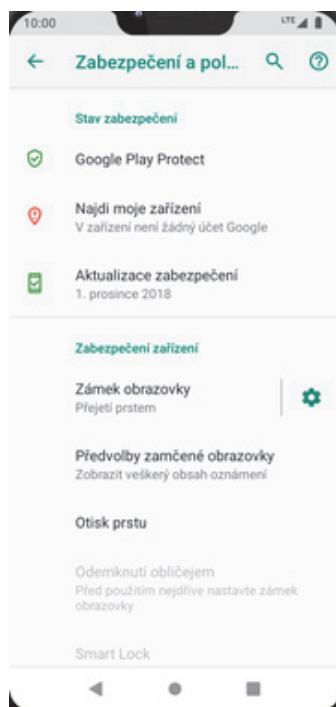 10:00
LTE
Zabezpečení a pol...
Stav zabezpečení
Google Play Protect
Najdi moje zařízení
V zařízení není žádný účet Google
Aktualizace zabezpečení
1. prosince 2018
Zabezpečení zařízení
Zámek obrazovky
Přejetí prstem
Předvolby zamčené obrazovky
Zobrazit veškerý obsah oznámení
Otisk prstu
Odemknutí obličejem
Před použitím nejdříve nastavte zámek
obrazovky
Smart Lock